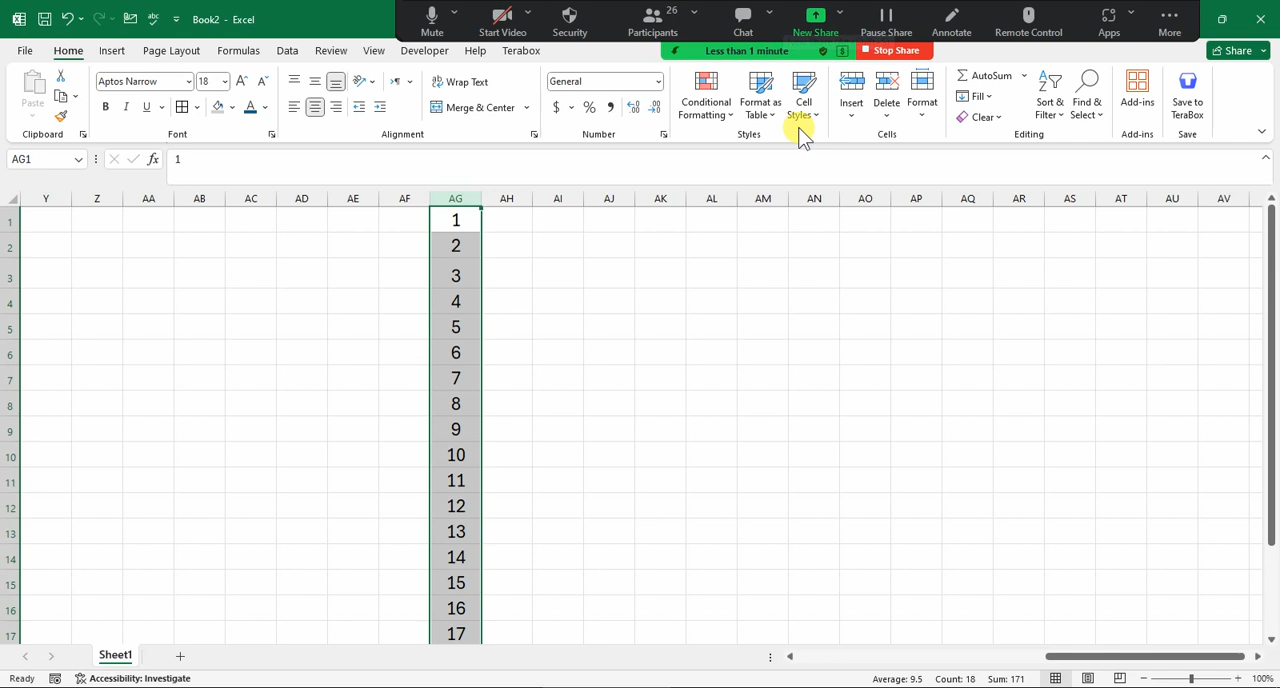 Book2 - Excel
Mute
Start Video
Security
26
Participants
Chat
New Share
Pause Share
Annotate
Remote Control
Apps
More
File Home Insert Page Layout Formulas Data Review View Developer Help Terabox
Less than 1 minute Stop Share
Share
Paste
Aptos Narrow 18
B I U
Wrap Text
Merge & Center
General
$ % ,
Conditional Formatting
Format as Table
Cell Styles
Insert Delete Format
AutoSum
Fill
Clear
Sort & Filter
Find & Select
Add-ins
Save to TeraBox
Clipboard Font Alignment Number Styles Cells Editing Add-ins Save
AG1 fx 1
Y Z AA AB AC AD AE AF AG AH AI AJ AK AL AM AN AO AP AQ AR AS AT AU AV
1 1
2 2
3 3
4 4
5 5
6 6
7 7
8 8
9 9
10 10
11 11
12 12
13 13
14 14
15 15
16 16
17 17
Sheet1
Ready Accessibility: Investigate Average: 9.5 Count: 18 Sum: 171 100%